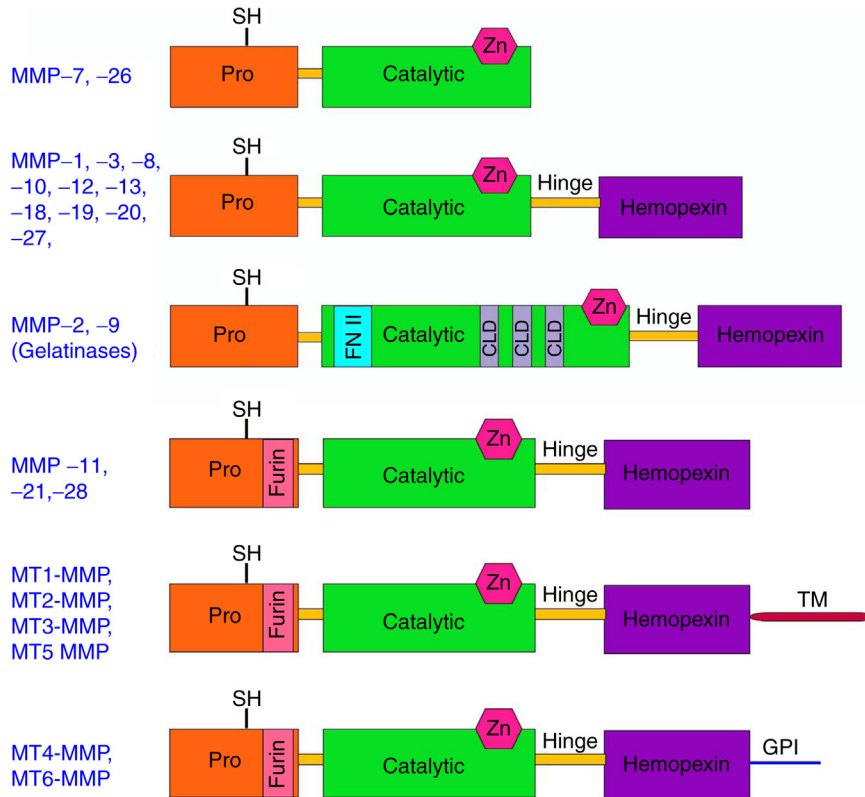 SH
Zn
MMP–7, –26
Pro
Catalytic
SH
MMP–1, –3, –8,
–10, –12, –13,
–18, –19, –20,
–27,
Zn
Hinge
Pro
Catalytic
Hemopexin
SH
Zn
Hinge
MMP–2, –9
(Gelatinases)
Pro
FN II
Catalytic
CLD
CLD
CLD
Hemopexin
SH
Zn
Hinge
MMP –11,
–21,–28
Pro
Furin
Catalytic
Hemopexin
SH
Zn
Hinge
TM
MT1-MMP,
MT2-MMP,
MT3-MMP,
MT5 MMP
Pro
Furin
Catalytic
Hemopexin
SH
Zn
Hinge
GPI
MT4-MMP,
MT6-MMP
Pro
Furin
Catalytic
Hemopexin